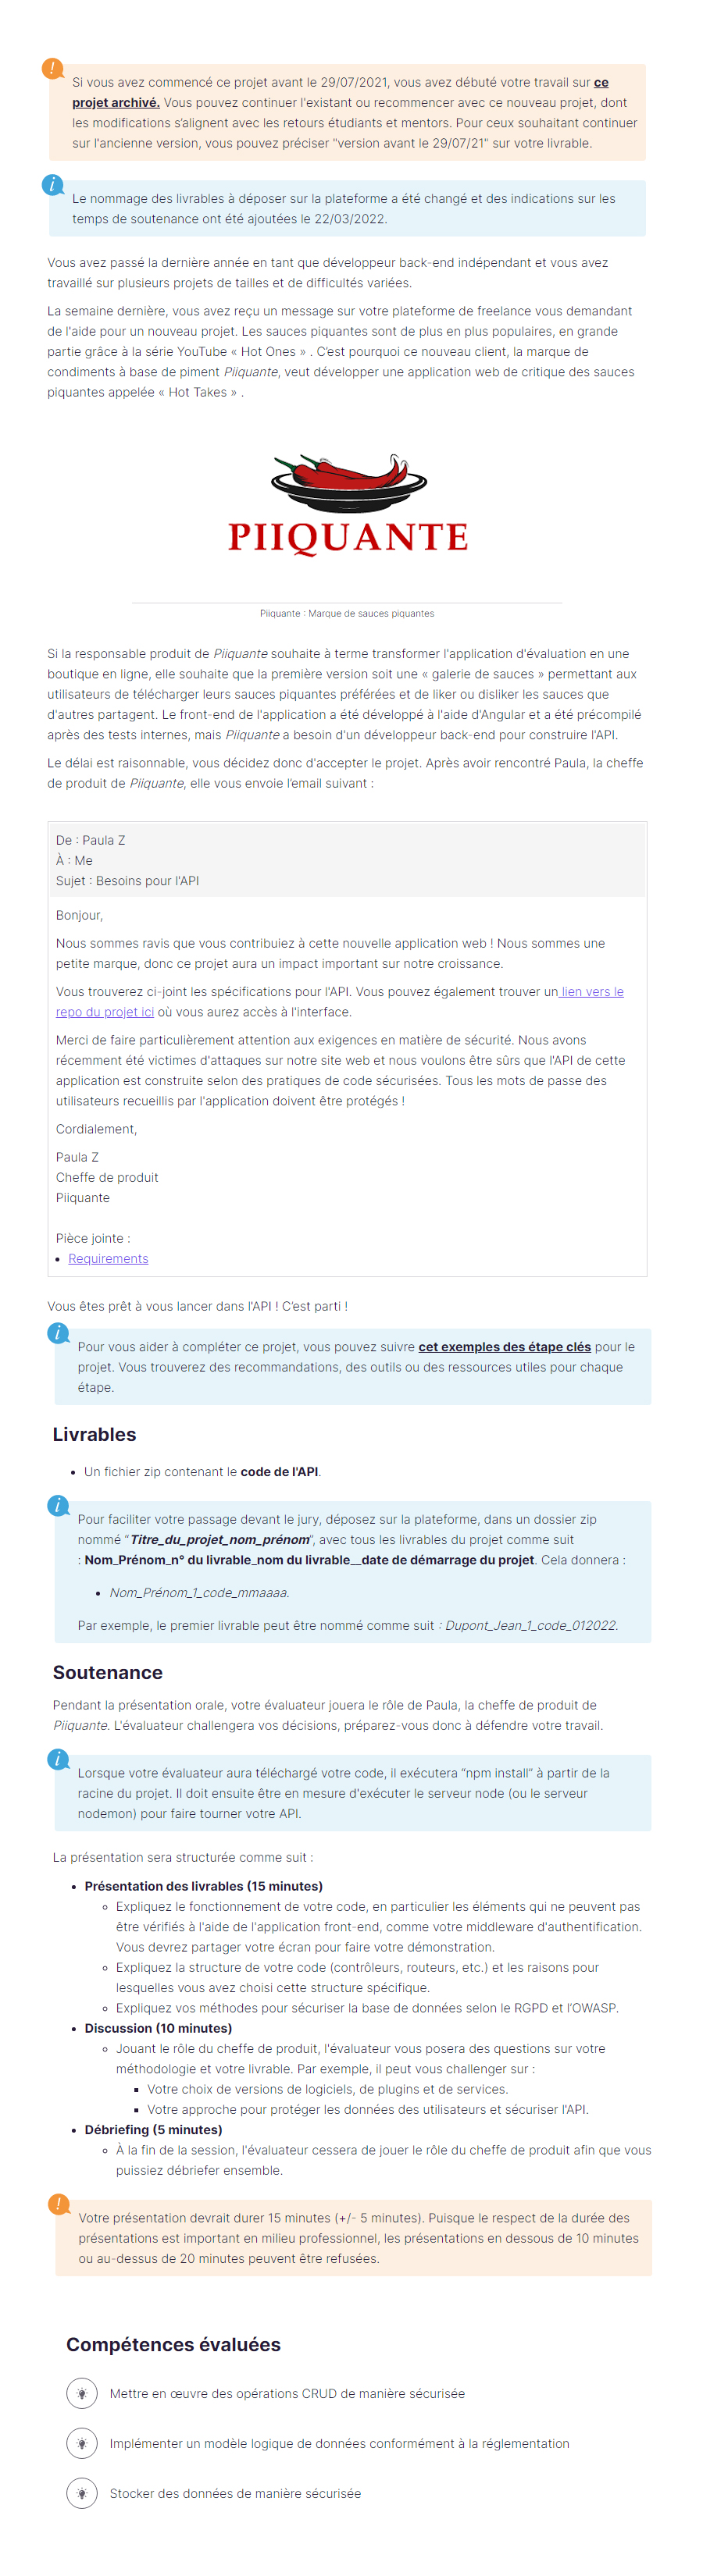 Si vous avez commencé ce projet avant le 29/07/2021, vous avez débuté votre travail sur ce
projet archivé. Vous pouvez continuer l'existant ou recommencer avec ce nouveau projet, dont
les modifications s'alignent avec les retours étudiants et mentors. Pour ceux souhaitant continuer
sur l'ancienne version, vous pouvez préciser "version avant le 29/07/21" sur votre livrable.
Le nommage des livrables à déposer sur la plateforme a été changé et des indications sur les
temps de soutenance ont été ajoutées le 22/03/2022.
Vous avez passé la dernière année en tant que développeur back-end indépendant et vous avez
travaillé sur plusieurs projets de tailles et de difficultés variées.
La semaine dernière, vous avez reçu un message sur votre plateforme de freelance vous demandant
de l'aide pour un nouveau projet. Les sauces piquantes sont de plus en plus populaires, en grande
partie grâce à la série YouTube « Hot Ones » . C'est pourquoi ce nouveau client, la marque de
condiments à base de piment Piiquante, veut développer une application web de critique des sauces
piquantes appelée « Hot Takes » .
PIIQUANTE
Piiquante : Marque de sauces piquantes
Si la responsable produit de Piiquante souhaite à terme transformer l'application d'évaluation en une
boutique en ligne, elle souhaite que la première version soit une « galerie de sauces » permettant aux
utilisateurs de télécharger leurs sauces piquantes préférées et de liker ou disliker les sauces que
d'autres partagent. Le front-end de l'application a été développé à l'aide d'Angular et a été précompilé
après des tests internes, mais Piiquante a besoin d'un développeur back-end pour construire l'API.
Le délai est raisonnable, vous décidez donc d'accepter le projet. Après avoir rencontré Paula, la cheffe
de produit de Piiquante, elle vous envoie l'email suivant :
De : Paula Z
À : Me
Sujet : Besoins pour l'API
Bonjour,
Nous sommes ravis que vous contribuiez à cette nouvelle application web ! Nous sommes une
petite marque, donc ce projet aura un impact important sur notre croissance.
Vous trouverez ci-joint les spécifications pour l'API. Vous pouvez également trouver un lien vers le
repo du projet ici où vous aurez accès à l'interface.
Merci de faire particulièrement attention aux exigences en matière de sécurité. Nous avons
récemment été victimes d'attaques sur notre site web et nous voulons être sûrs que l'API de cette
application est construite selon des pratiques de code sécurisées. Tous les mots de passe des
utilisateurs recueillis par l'application doivent être protégés !
Cordialement,
Paula Z
Cheffe de produit
Piiquante
Pièce jointe :
• Requirements
Vous êtes prêt à vous lancer dans l'API ! C'est parti !
Pour vous aider à compléter ce projet, vous pouvez suivre cet exemples des étape clés pour le
projet. Vous trouverez des recommandations, des outils ou des ressources utiles pour chaque
étape.
Livrables
• Un fichier zip contenant le code de l'API.
Pour faciliter votre passage devant le jury, déposez sur la plateforme, dans un dossier zip
nommé "Titre_du_projet_nom_prénom", avec tous les livrables du projet comme suit
: Nom_Prénom_n° du livrable_nom du livrable__date de démarrage du projet. Cela donnera :
• Nom_Prénom_1_code_mmaaaa.
Par exemple, le premier livrable peut être nommé comme suit : Dupont_Jean_1_code_012022.
Soutenance
Pendant la présentation orale, votre évaluateur jouera le rôle de Paula, la cheffe de produit de
Piiquante. L'évaluateur challengera vos décisions, préparez-vous donc à défendre votre travail.
Lorsque votre évaluateur aura téléchargé votre code, il exécutera "npm install" à partir de la
racine du projet. Il doit ensuite être en mesure d'exécuter le serveur node (ou le serveur
nodemon) pour faire tourner votre API.
La présentation sera structurée comme suit :
• Présentation des livrables (15 minutes)
◦ Expliquez le fonctionnement de votre code, en particulier les éléments qui ne peuvent pas
être vérifiés à l'aide de l'application front-end, comme votre middleware d'authentification.
Vous devrez partager votre écran pour faire votre démonstration.
◦ Expliquez la structure de votre code (contrôleurs, routeurs, etc.) et les raisons pour
lesquelles vous avez choisi cette structure spécifique.
◦ Expliquez vos méthodes pour sécuriser la base de données selon le RGPD et l'OWASP.
• Discussion (10 minutes)
◦ Jouant le rôle du cheffe de produit, l'évaluateur vous posera des questions sur votre
méthodologie et votre livrable. Par exemple, il peut vous challenger sur :
▪ Votre choix de versions de logiciels, de plugins et de services.
▪ Votre approche pour protéger les données des utilisateurs et sécuriser l'API.
• Débriefing (5 minutes)
◦ À la fin de la session, l'évaluateur cessera de jouer le rôle du cheffe de produit afin que vous
puissiez débriefer ensemble.
Votre présentation devrait durer 15 minutes (+/- 5 minutes). Puisque le respect de la durée des
présentations est important en milieu professionnel, les présentations en dessous de 10 minutes
ou au-dessus de 20 minutes peuvent être refusées.
Compétences évaluées
Mettre en œuvre des opérations CRUD de manière sécurisée
Implémenter un modèle logique de données conformément à la réglementation
Stocker des données de manière sécurisée